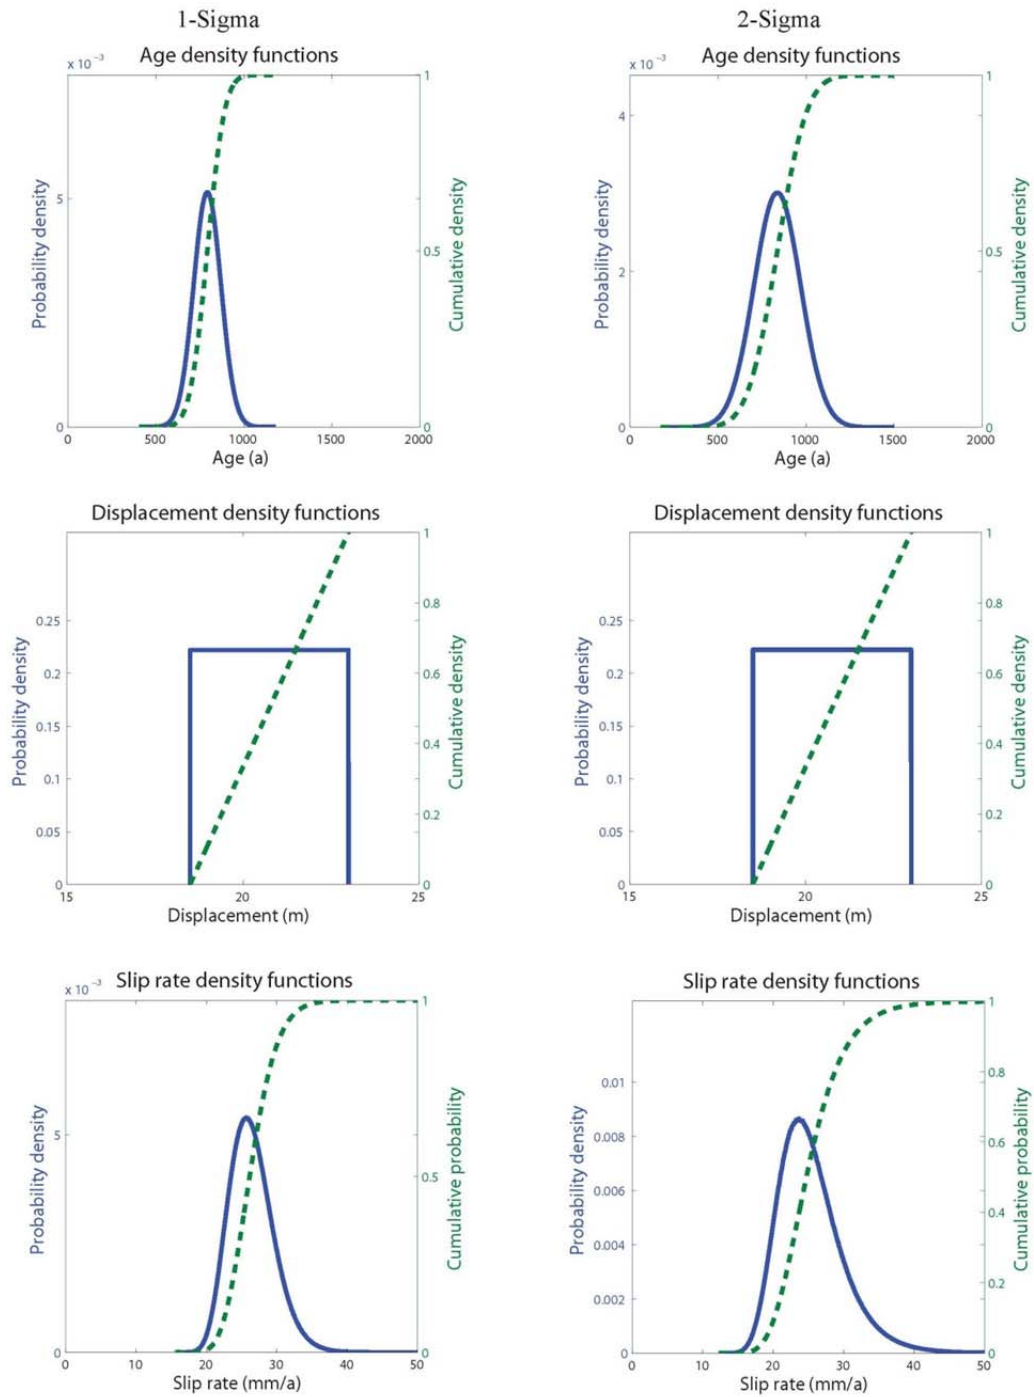 1-Sigma
2-Sigma
Age density functions
x 10⁻³
Probability density
5
0
0
500
1000
1500
2000
Age (a)
1
0.5
0
Cumulative density
Age density functions
x 10⁻³
Probability density
4
2
0
0
500
1000
1500
2000
Age (a)
1
0.5
0
Cumulative density
Displacement density functions
Probability density
0.25
0.2
0.15
0.1
0.05
0
15
20
25
Displacement (m)
1
0.8
0.6
0.4
0.2
0
Cumulative density
Displacement density functions
Probability density
0.25
0.2
0.15
0.1
0.05
0
15
20
25
Displacement (m)
1
0.8
0.6
0.4
0.2
0
Cumulative density
Slip rate density functions
x 10⁻³
Probability density
5
0
0
10
20
30
40
50
Slip rate (mm/a)
1
0.5
0
Cumulative probability
Slip rate density functions
Probability density
0.01
0.008
0.006
0.004
0.002
0
10
20
30
40
50
Slip rate (mm/a)
1
0.8
0.6
0.4
0.2
0
Cumulative probability